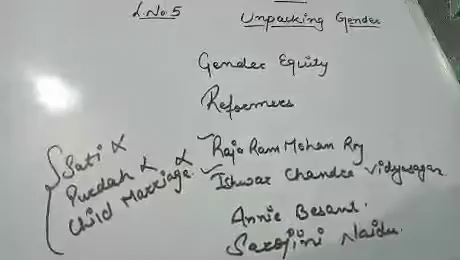 L.No.5
Unpacking Gender
Gender Equity
Reformers
Raja Ram Moham Roy
Ishwar Chandra Vidyasagar
Annie Besant.
Sarojini Naidu.
Sati X
Purdah X
Child Marriage X